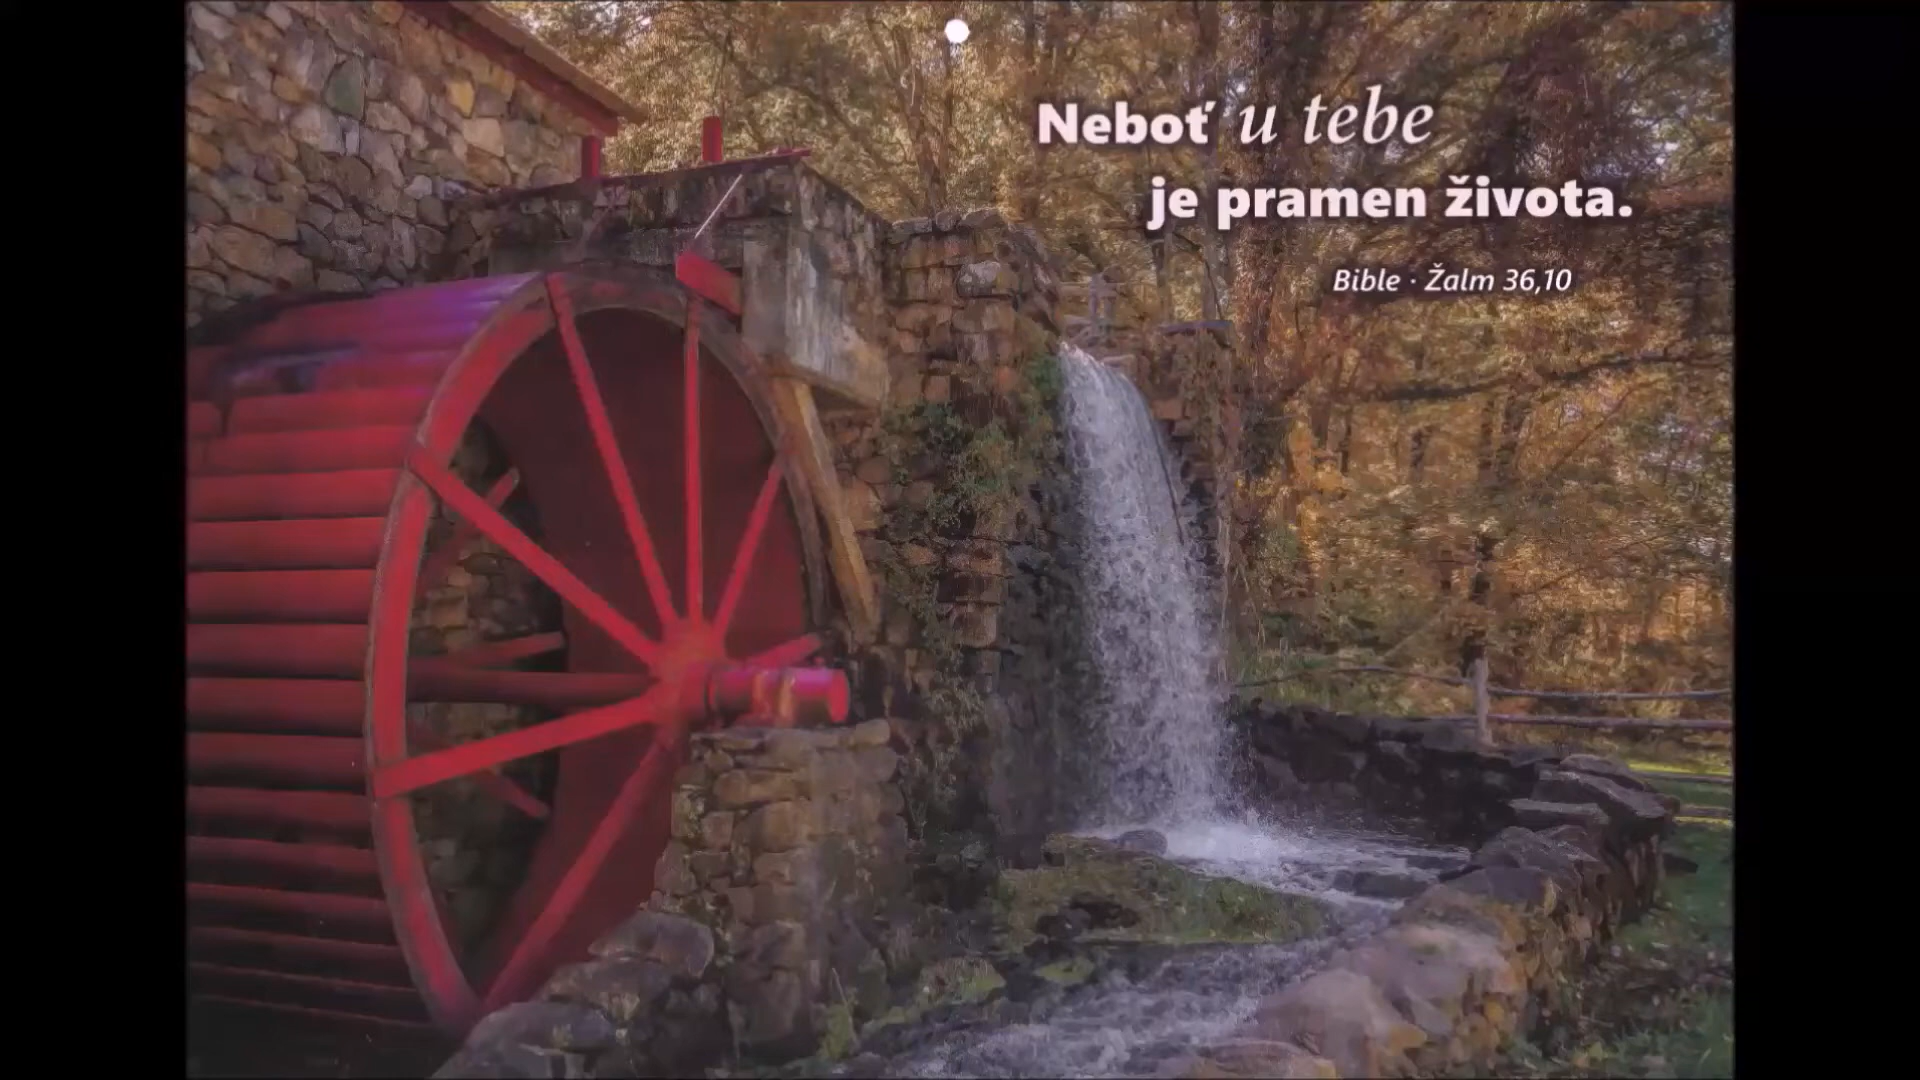 Neboť u tebe
je pramen života.
Bible · Žalm 36,10